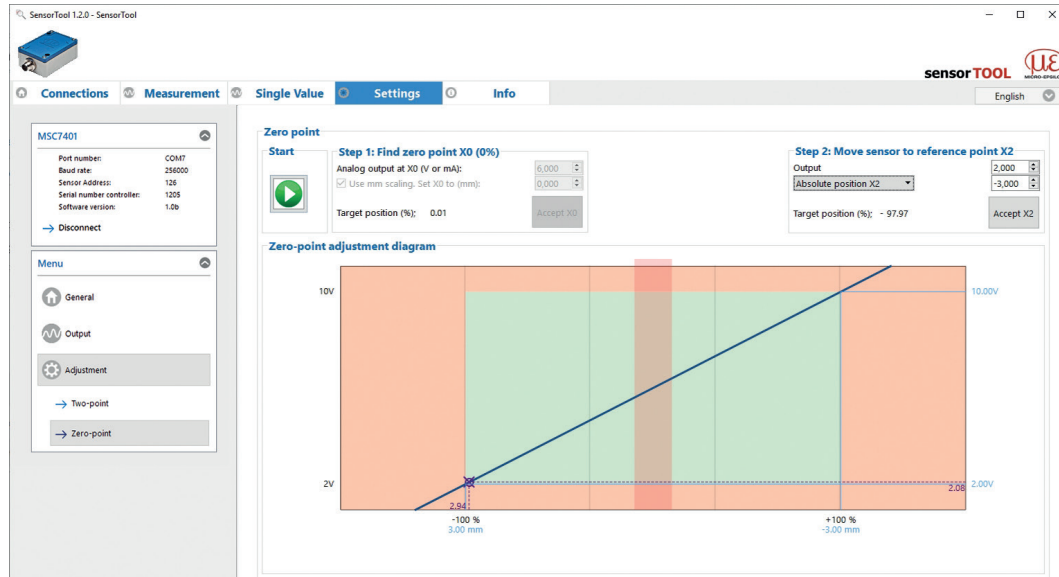 SensorTool 1.2.0 - SensorTool
sensorTOOL
με
MICRO-EPSILON
Connections Measurement Single Value Settings Info
English
MSC7401
Port number: COM7
Baud rate: 256000
Sensor Address: 126
Serial number controller: 1205
Software version: 1.0b
Disconnect
Menu
General
Output
Adjustment
Two-point
Zero-point
Zero point
Start
Step 1: Find zero point X0 (0%)
Analog output at X0 (V or mA): 6,000
Use mm scaling. Set X0 to (mm): 0,000
Target position (%); 0.01
Accept X0
Step 2: Move sensor to reference point X2
Output 2,000
Absolute position X2 -3,000
Target position (%); - 97.97
Accept X2
Zero-point adjustment diagram
10V 10.00V
2V 2.08 2.00V
2.94
-100 % +100 %
3.00 mm -3.00 mm